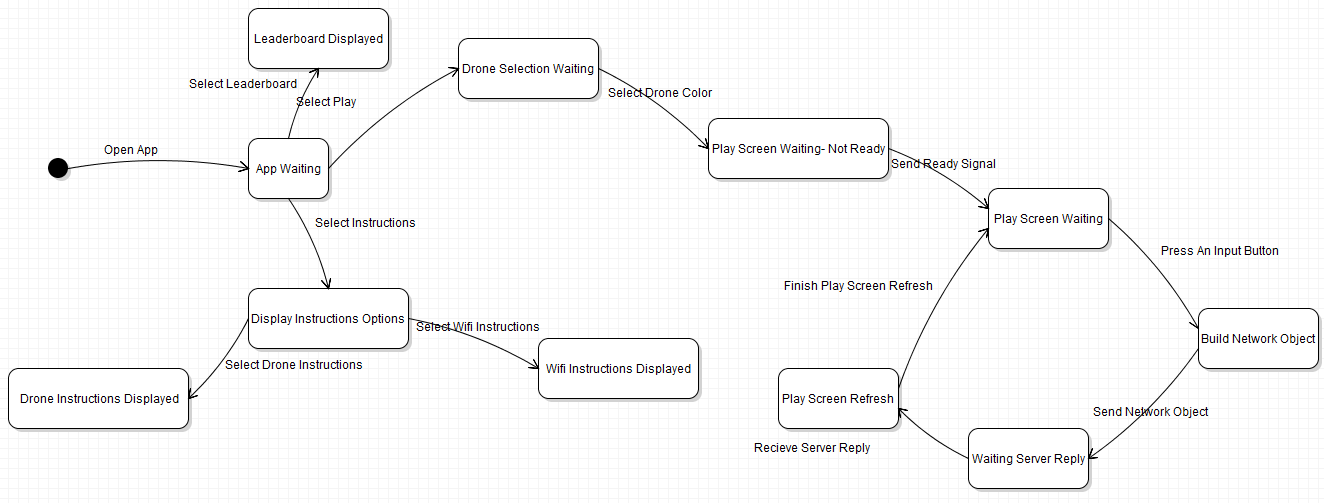 Leaderboard Displayed
Drone Selection Waiting
Select Leaderboard
Select Drone Color
Select Play
Open App
App Waiting
Play Screen Waiting- Not Ready
Send Ready Signal
Select Instructions
Play Screen Waiting
Press An Input Button
Finish Play Screen Refresh
Display Instructions Options
Select Wifi Instructions
Build Network Object
Select Drone Instructions
Wifi Instructions Displayed
Drone Instructions Displayed
Play Screen Refresh
Send Network Object
Recieve Server Reply
Waiting Server Reply